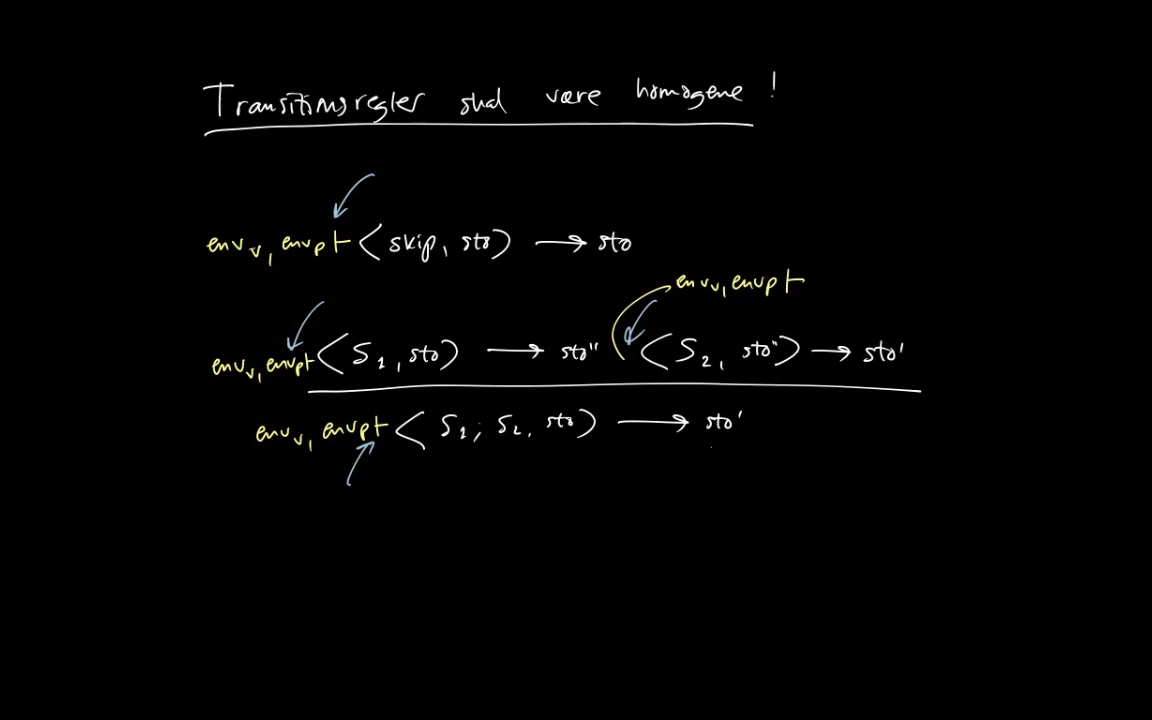 Transitionsregler skal være homogene !
env_v, env_p ⊢ ⟨skip, sto⟩ → sto
env_v, env_p ⊢
env_v, env_p ⊢ ⟨S_1, sto⟩ → sto'' ⟨S_2, sto''⟩ → sto'
env_v, env_p ⊢ ⟨S_1; S_2, sto⟩ → sto'